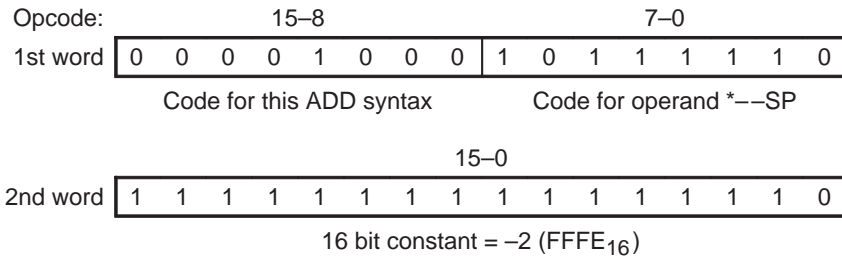 Opcode: 15–8 7–0
1st word 0 0 0 0 1 0 0 0 1 0 1 1 1 1 1 0
Code for this ADD syntax Code for operand *––SP
15–0
2nd word 1 1 1 1 1 1 1 1 1 1 1 1 1 1 1 0
16 bit constant = –2 (FFFE16)